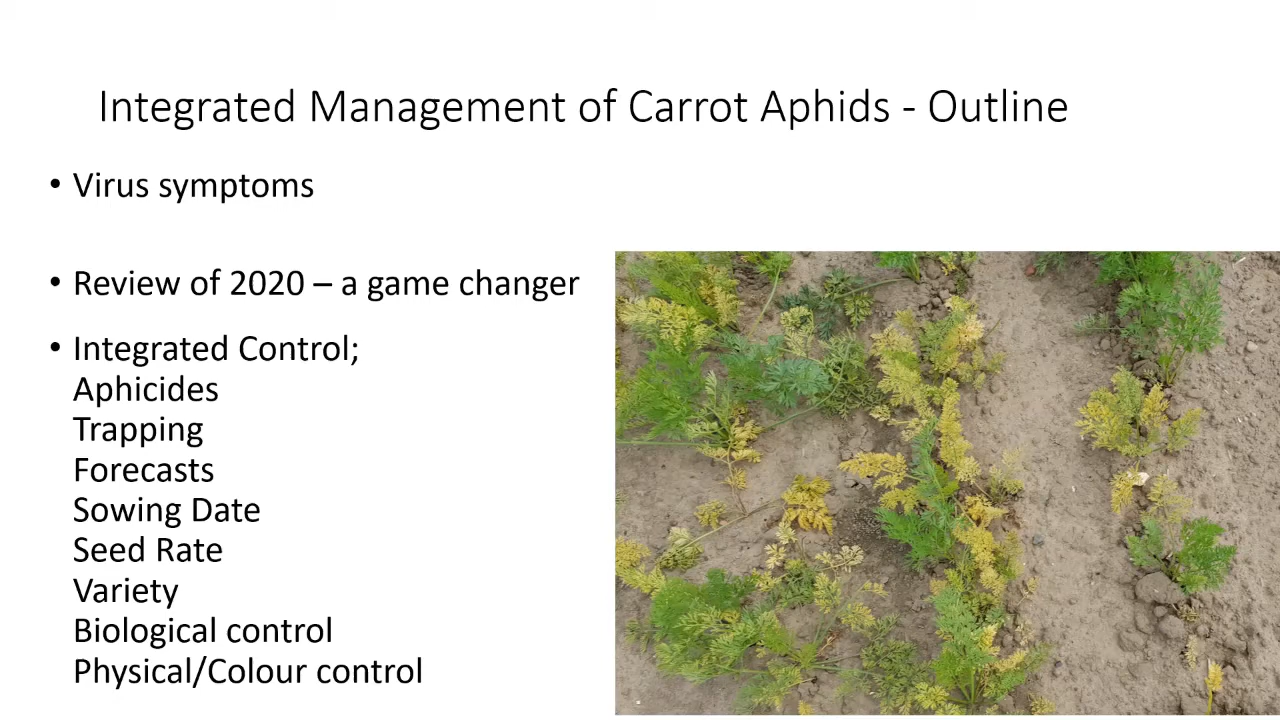 Integrated Management of Carrot Aphids - Outline
• Virus symptoms
• Review of 2020 – a game changer
• Integrated Control;
Aphicides
Trapping
Forecasts
Sowing Date
Seed Rate
Variety
Biological control
Physical/Colour control